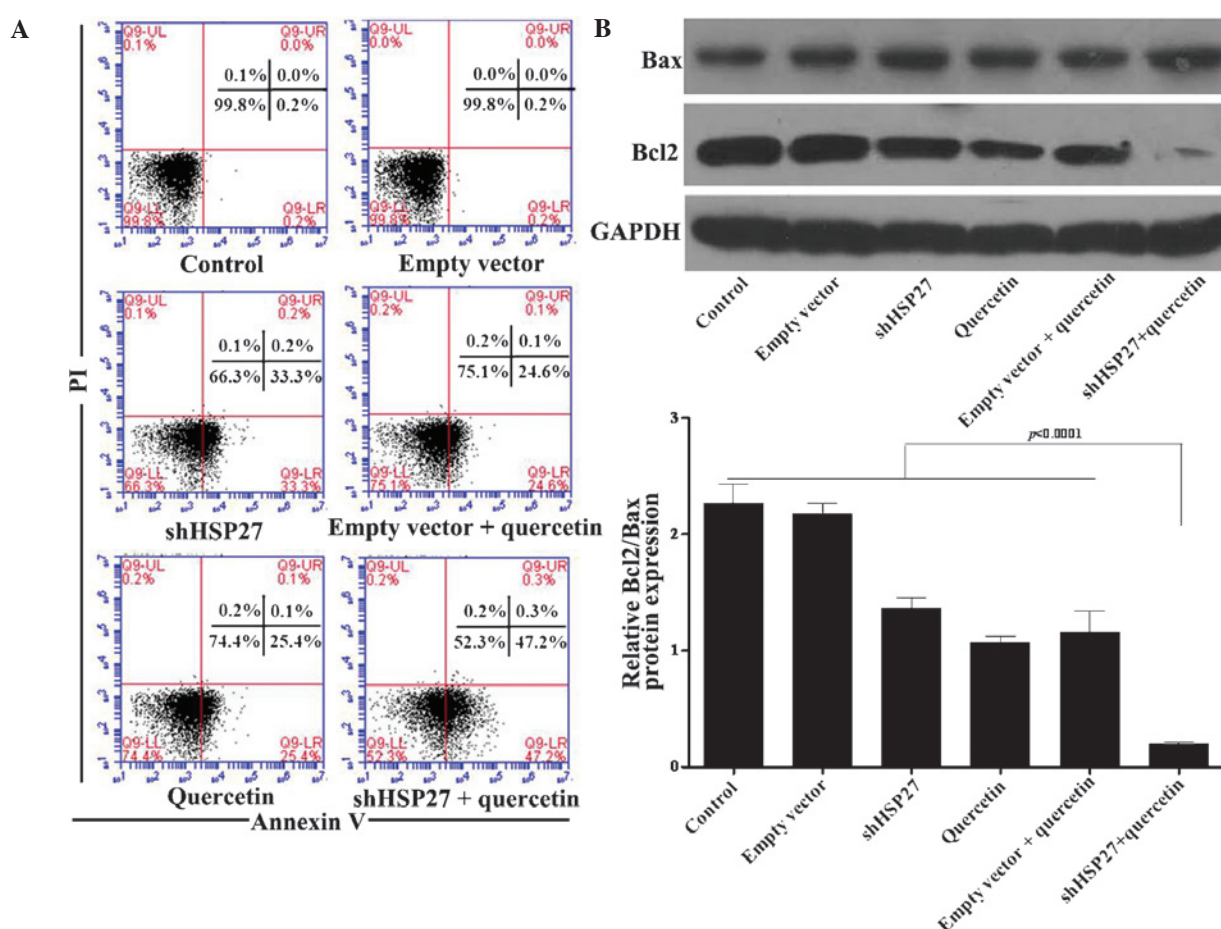 A
PI
Q9-UL
0.1%
Q9-UR
0.0%
0.1% 0.0%
99.8% 0.2%
Q9-LL
99.8%
Q9-LR
0.2%
Control
Q9-UL
0.0%
Q9-UR
0.0%
0.0% 0.0%
99.8% 0.2%
Q9-LL
99.8%
Q9-LR
0.2%
Empty vector
Q9-UL
0.1%
Q9-UR
0.2%
0.1% 0.2%
66.3% 33.3%
Q9-LL
66.3%
Q9-LR
33.3%
shHSP27
Q9-UL
0.2%
Q9-UR
0.1%
0.2% 0.1%
75.1% 24.6%
Q9-LL
75.1%
Q9-LR
24.6%
Empty vector + quercetin
Q9-UL
0.2%
Q9-UR
0.1%
0.2% 0.1%
74.4% 25.4%
Q9-LL
74.4%
Q9-LR
25.4%
Quercetin
Q9-UL
0.2%
Q9-UR
0.3%
0.2% 0.3%
52.3% 47.2%
Q9-LL
52.3%
Q9-LR
47.2%
shHSP27 + quercetin
Annexin V
B
Bax
Bcl2
GAPDH
Control
Empty vector
shHSP27
Quercetin
Empty vector + quercetin
shHSP27+quercetin
Relative Bcl2/Bax
protein expression
3
2
1
0
p<0.0001
Control
Empty vector
shHSP27
Quercetin
Empty vector + quercetin
shHSP27+quercetin